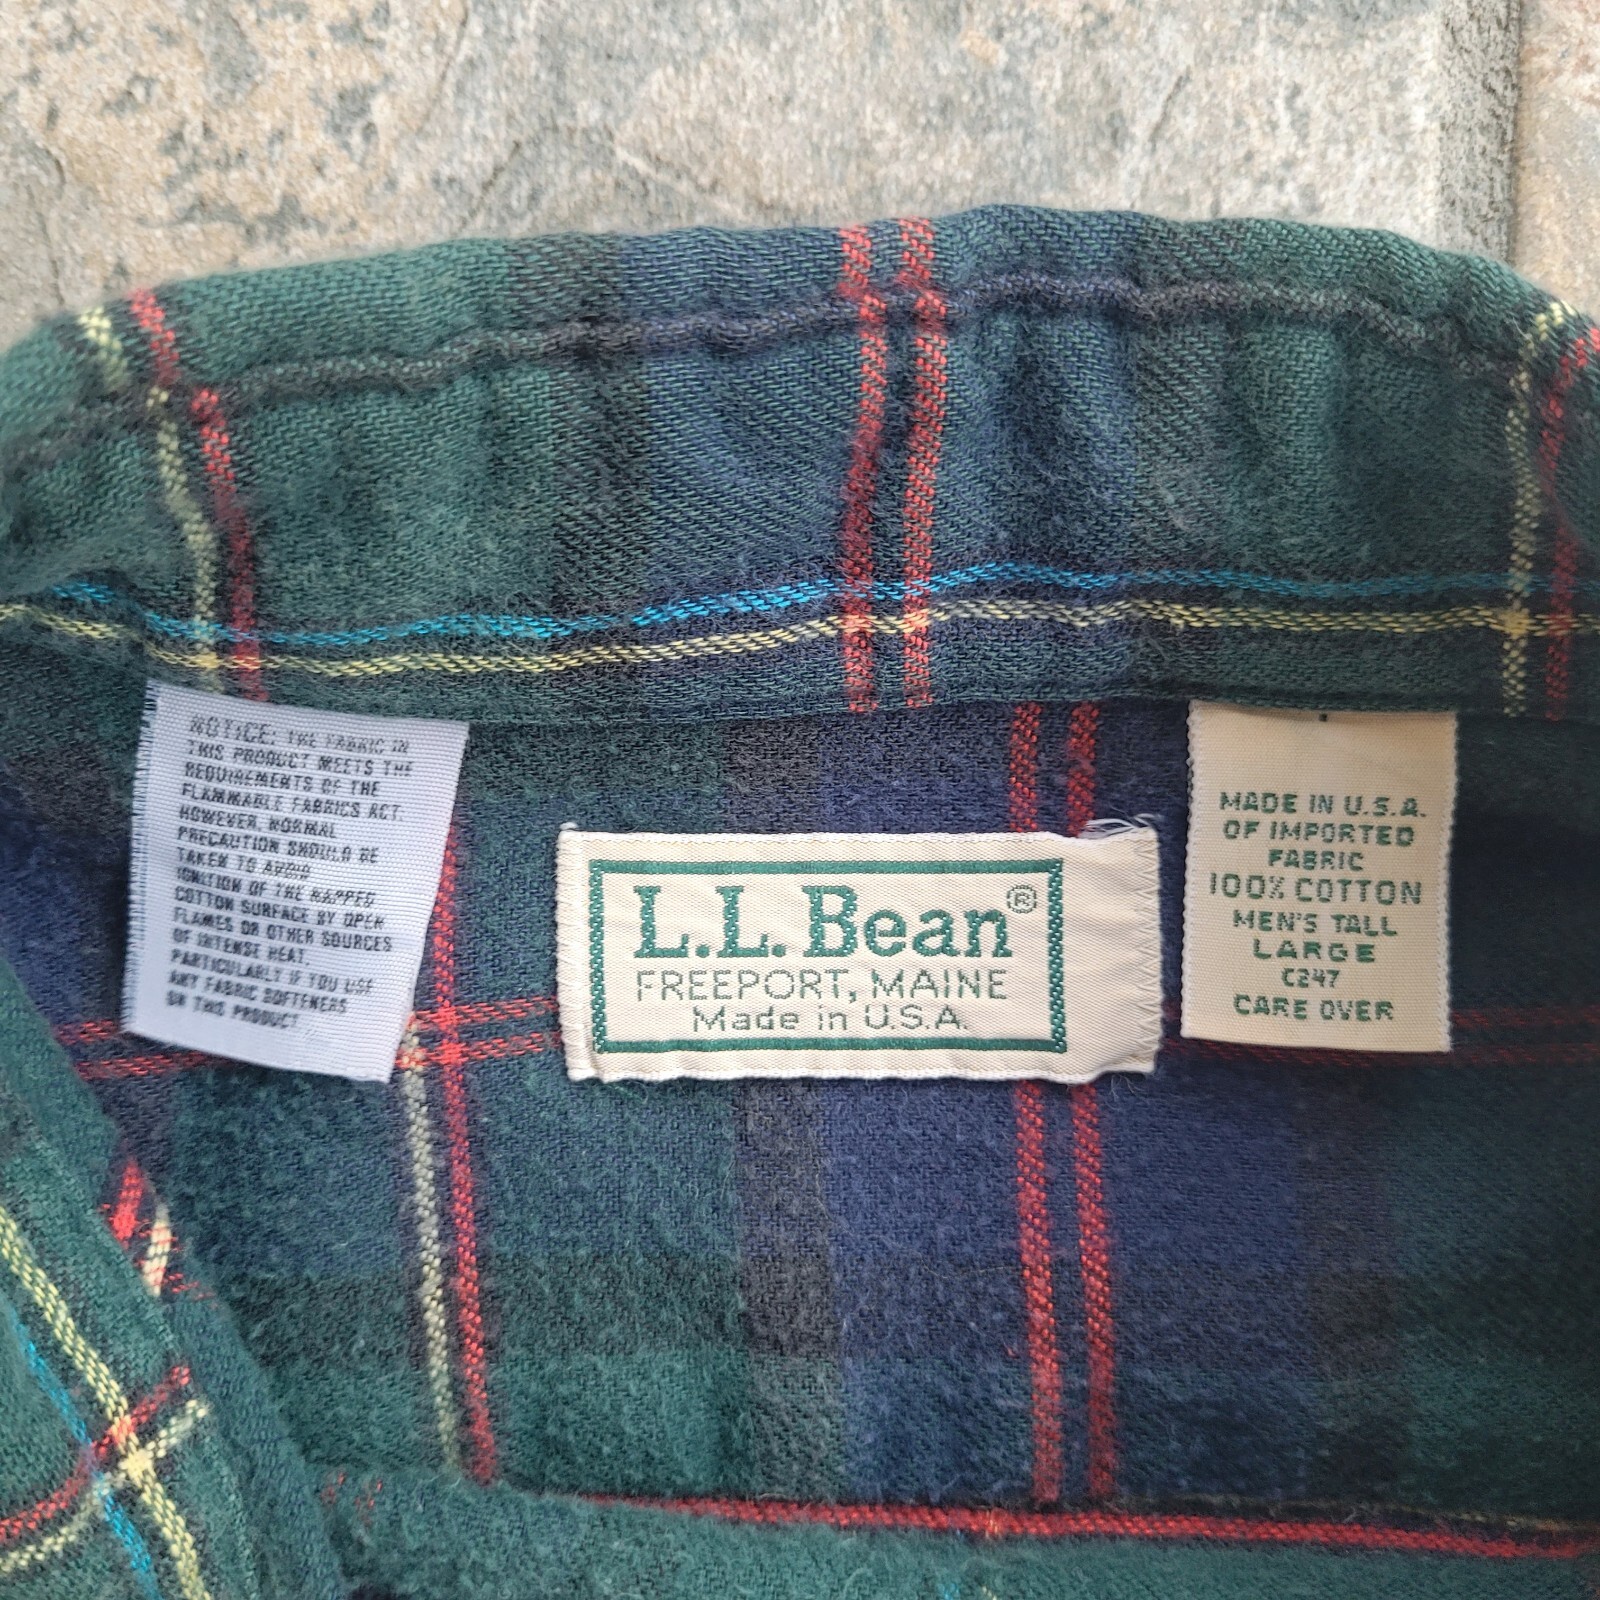 NOTICE: THE FABRIC IN
THIS PRODUCT MEETS THE
REQUIREMENTS OF THE
FLAMMABLE FABRICS ACT.
HOWEVER, NORMAL
PRECAUTION SHOULD BE
TAKEN TO AVOID
IGNITION OF THE NAPPED
COTTON SURFACE BY OPEN
FLAMES OR OTHER SOURCES
OF INTENSE HEAT,
PARTICULARLY IF YOU USE
ANY FABRIC SOFTENERS
ON THIS PRODUCT.
L.L.Bean®
FREEPORT, MAINE
Made in U.S.A.
MADE IN U.S.A.
OF IMPORTED
FABRIC
100% COTTON
MEN'S TALL
LARGE
C247
CARE OVER